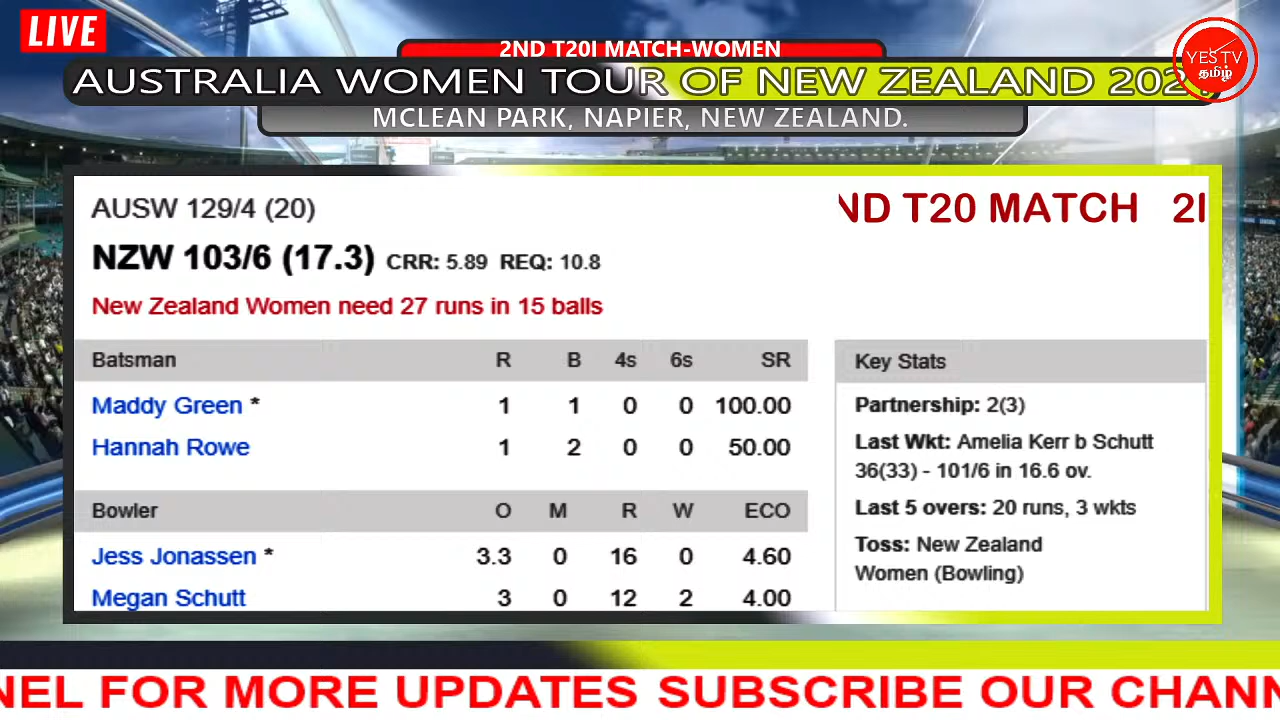 LIVE
2ND T20I MATCH-WOMEN
YES TV
தமிழ்
AUSTRALIA WOMEN TOUR OF NEW ZEALAND
MCLEAN PARK, NAPIER, NEW ZEALAND.
AUSW 129/4 (20)
ND T20 MATCH
NZW 103/6 (17.3) CRR: 5.89 REQ: 10.8
New Zealand Women need 27 runs in 15 balls
Batsman R B 4s 6s SR
Maddy Green * 1 1 0 0 100.00
Hannah Rowe 1 2 0 0 50.00
Bowler O M R W ECO
Jess Jonassen * 3.3 0 16 0 4.60
Megan Schutt 3 0 12 2 4.00
Key Stats
Partnership: 2(3)
Last Wkt: Amelia Kerr b Schutt
36(33) - 101/6 in 16.6 ov.
Last 5 overs: 20 runs, 3 wkts
Toss: New Zealand
Women (Bowling)
NEL FOR MORE UPDATES SUBSCRIBE OUR CHANN